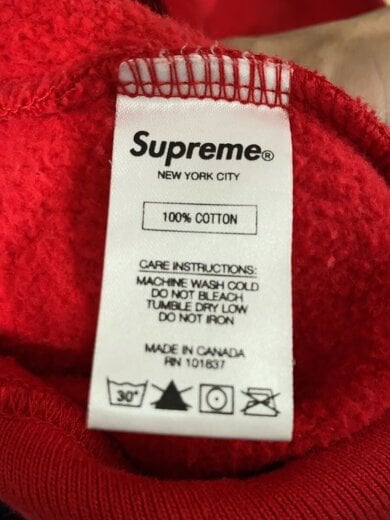 Supreme®
NEW YORK CITY
100% COTTON
CARE INSTRUCTIONS:
MACHINE WASH COLD
DO NOT BLEACH
TUMBLE DRY LOW
DO NOT IRON
MADE IN CANADA
RN 101837
30°